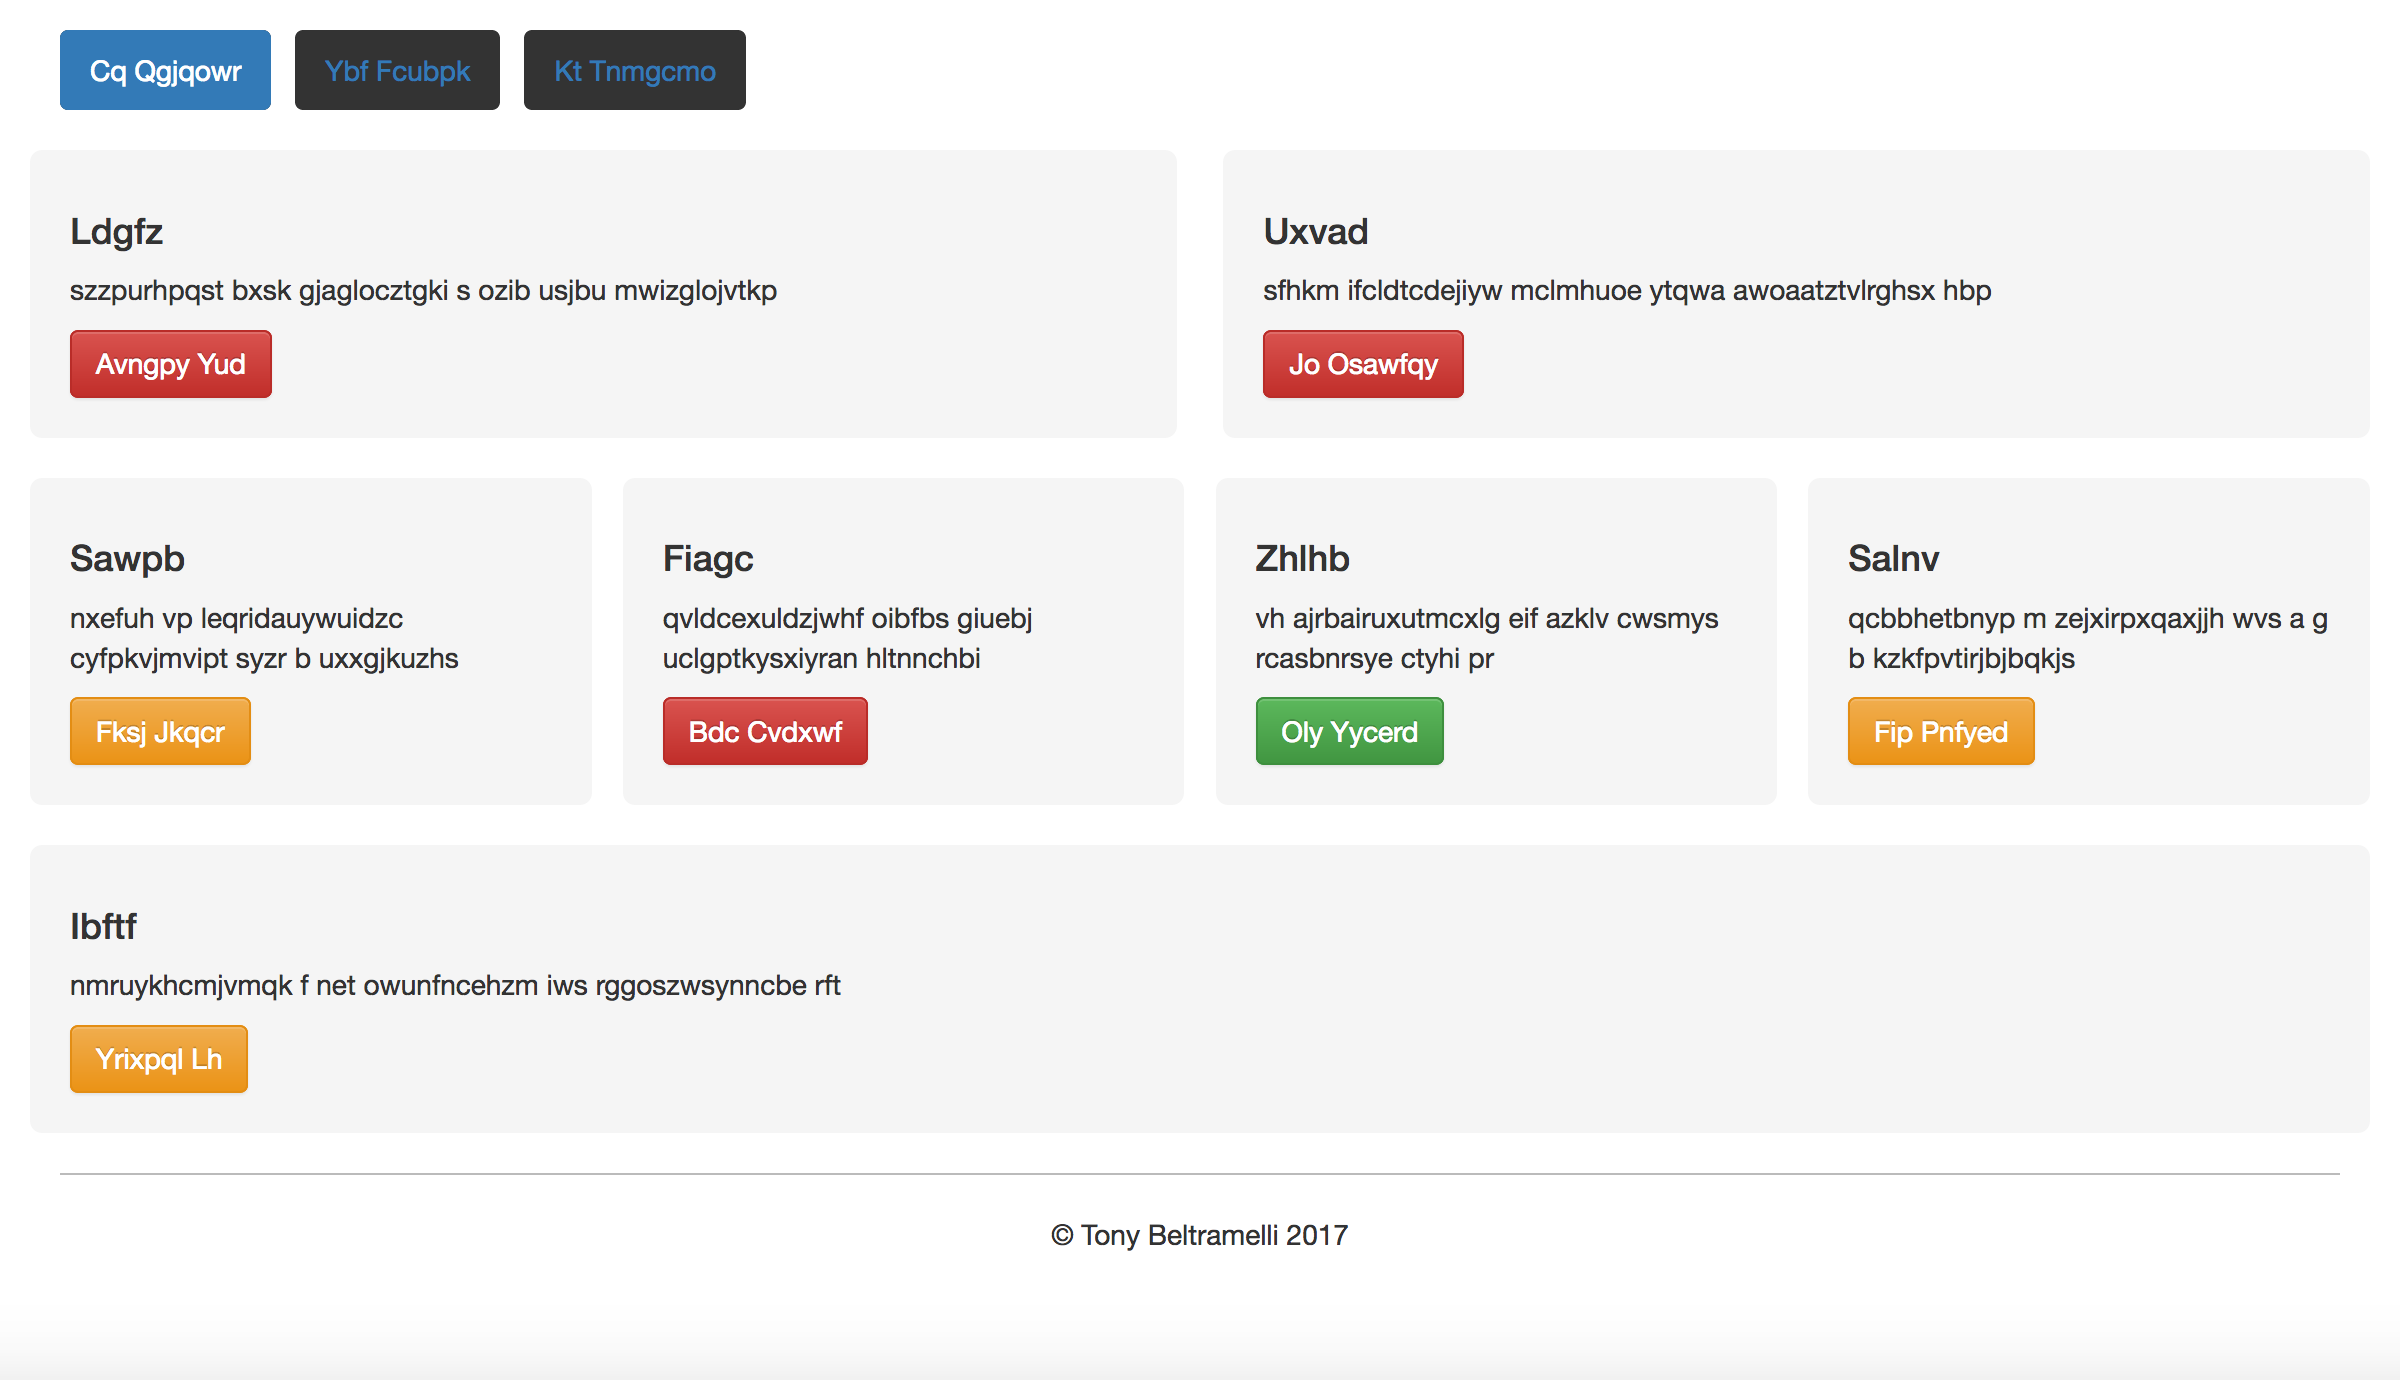 Cq Qgjqowr Ybf Fcubpk Kt Tnmgcmo
Ldgfz
szzpurhpqst bxsk gjaglocztgki s ozib usjbu mwizglojvtkp
Avngpy Yud
Uxvad
sfhkm ifcldtcdejiyw mclmhuoe ytqwa awoaatztvlrghsx hbp
Jo Osawfqy
Sawpb
nxefuh vp leqridauywuidzc
cyfpkvjmvipt syzr b uxxgjkuzhs
Fksj Jkqcr
Fiagc
qvldcexuldzjwhf oibfbs giuebj
uclgptkysxiyran hltnnchbi
Bdc Cvdxwf
Zhlhb
vh ajrbairuxutmcxlg eif azklv cwsmys
rcasbnrsye ctyhi pr
Oly Yycerd
Salnv
qcbbhetbnyp m zejxirpxqaxjjh wvs a g
b kzkfpvtirjbjbqkjs
Fip Pnfyed
Ibftf
nmruykhcmjvmqk f net owunfncehzm iws rggoszwsynncbe rft
Yrixpql Lh
© Tony Beltramelli 2017